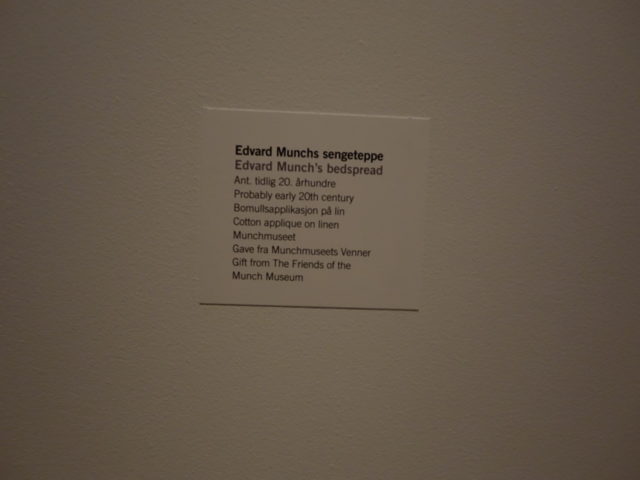 Edvard Munchs sengeteppe
Edvard Munch's bedspread
Ant. tidlig 20. århundre
Probably early 20th century
Bomullsapplikasjon på lin
Cotton applique on linen
Munchmuseet
Gave fra Munchmuseets Venner
Gift from The Friends of the
Munch Museum